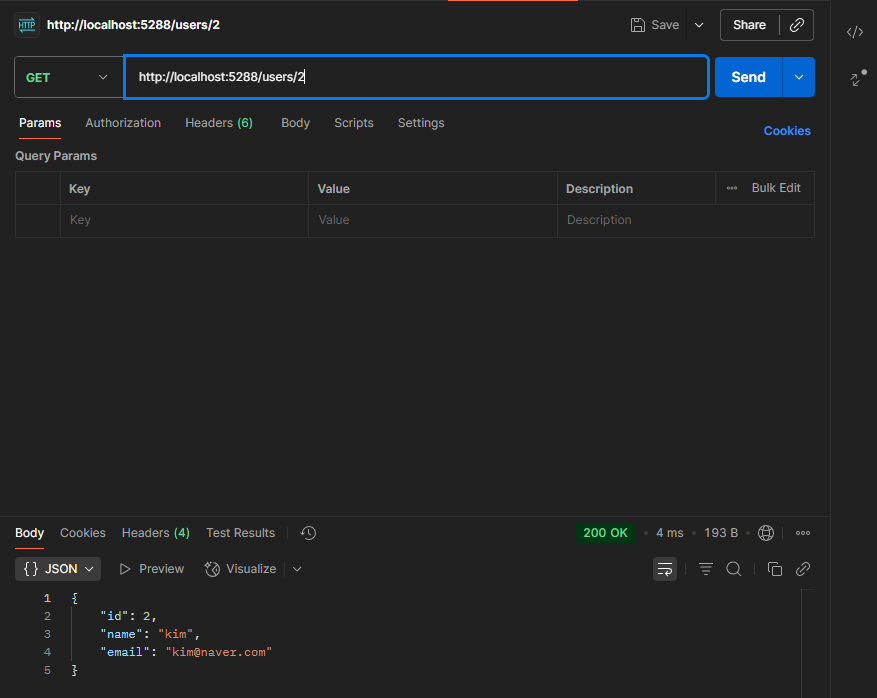 HTTP http://localhost:5288/users/2 Save Share
GET http://localhost:5288/users/2 Send
Params Authorization Headers (6) Body Scripts Settings Cookies
Query Params
Key Value Description Bulk Edit
Key Value Description
Body Cookies Headers (4) Test Results 200 OK • 4 ms • 193 B •
{} JSON Preview Visualize
1 {
2 "id": 2,
3 "name": "kim",
4 "email": "kim@naver.com"
5 }